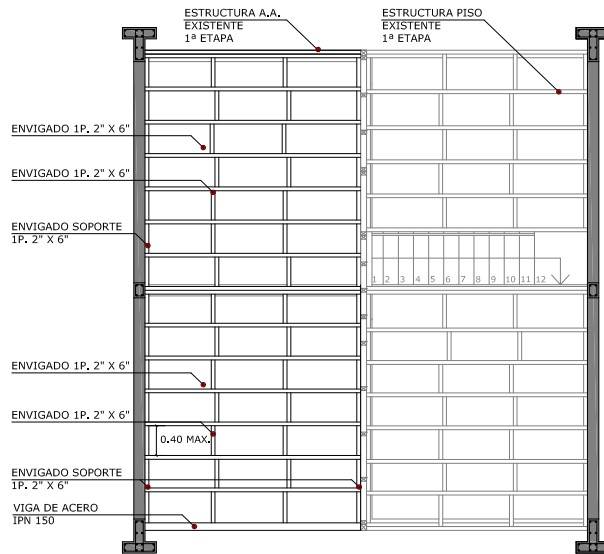 ESTRUCTURA A.A.
EXISTENTE
1ª ETAPA
ESTRUCTURA PISO
EXISTENTE
1ª ETAPA
ENVIGADO 1P. 2" X 6"
ENVIGADO 1P. 2" X 6"
ENVIGADO SOPORTE
1P. 2" X 6"
1 2 3 4 5 6 7 8 9 10 11 12
ENVIGADO 1P. 2" X 6"
ENVIGADO 1P. 2" X 6"
0.40 MAX.
ENVIGADO SOPORTE
1P. 2" X 6"
VIGA DE ACERO
IPN 150